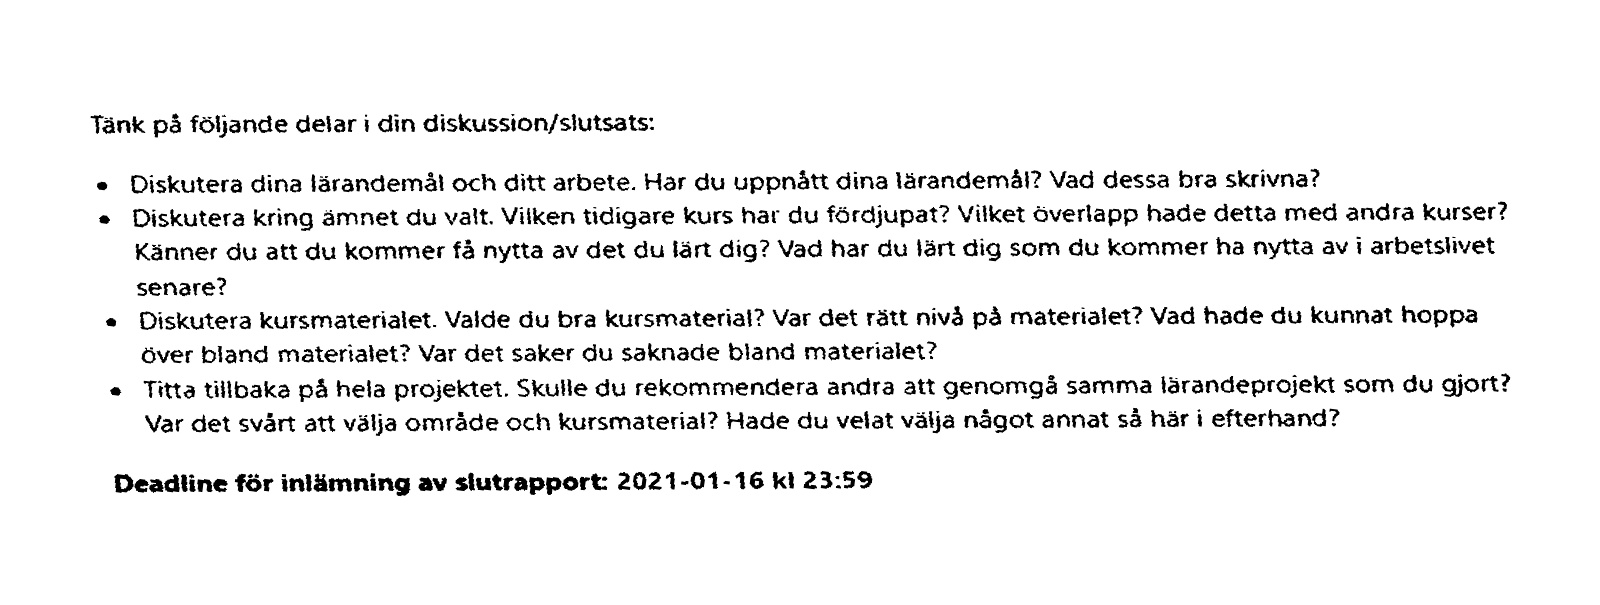 Tänk på följande delar i din diskussion/slutsats:
• Diskutera dina lärandemål och ditt arbete. Har du uppnått dina lärandemål? Vad dessa bra skrivna?
• Diskutera kring ämnet du valt. Vilken tidigare kurs har du fördjupat? Vilket överlapp hade detta med andra kurser?
Känner du att du kommer få nytta av det du lärt dig? Vad har du lärt dig som du kommer ha nytta av i arbetslivet
senare?
• Diskutera kursmaterialet. Valde du bra kursmaterial? Var det rätt nivå på materialet? Vad hade du kunnat hoppa
över bland materialet? Var det saker du saknade bland materialet?
• Titta tillbaka på hela projektet. Skulle du rekommendera andra att genomgå samma lärandeprojekt som du gjort?
Var det svårt att välja område och kursmaterial? Hade du velat välja något annat så här i efterhand?
Deadline för inlämning av slutrapport: 2021-01-16 kl 23:59